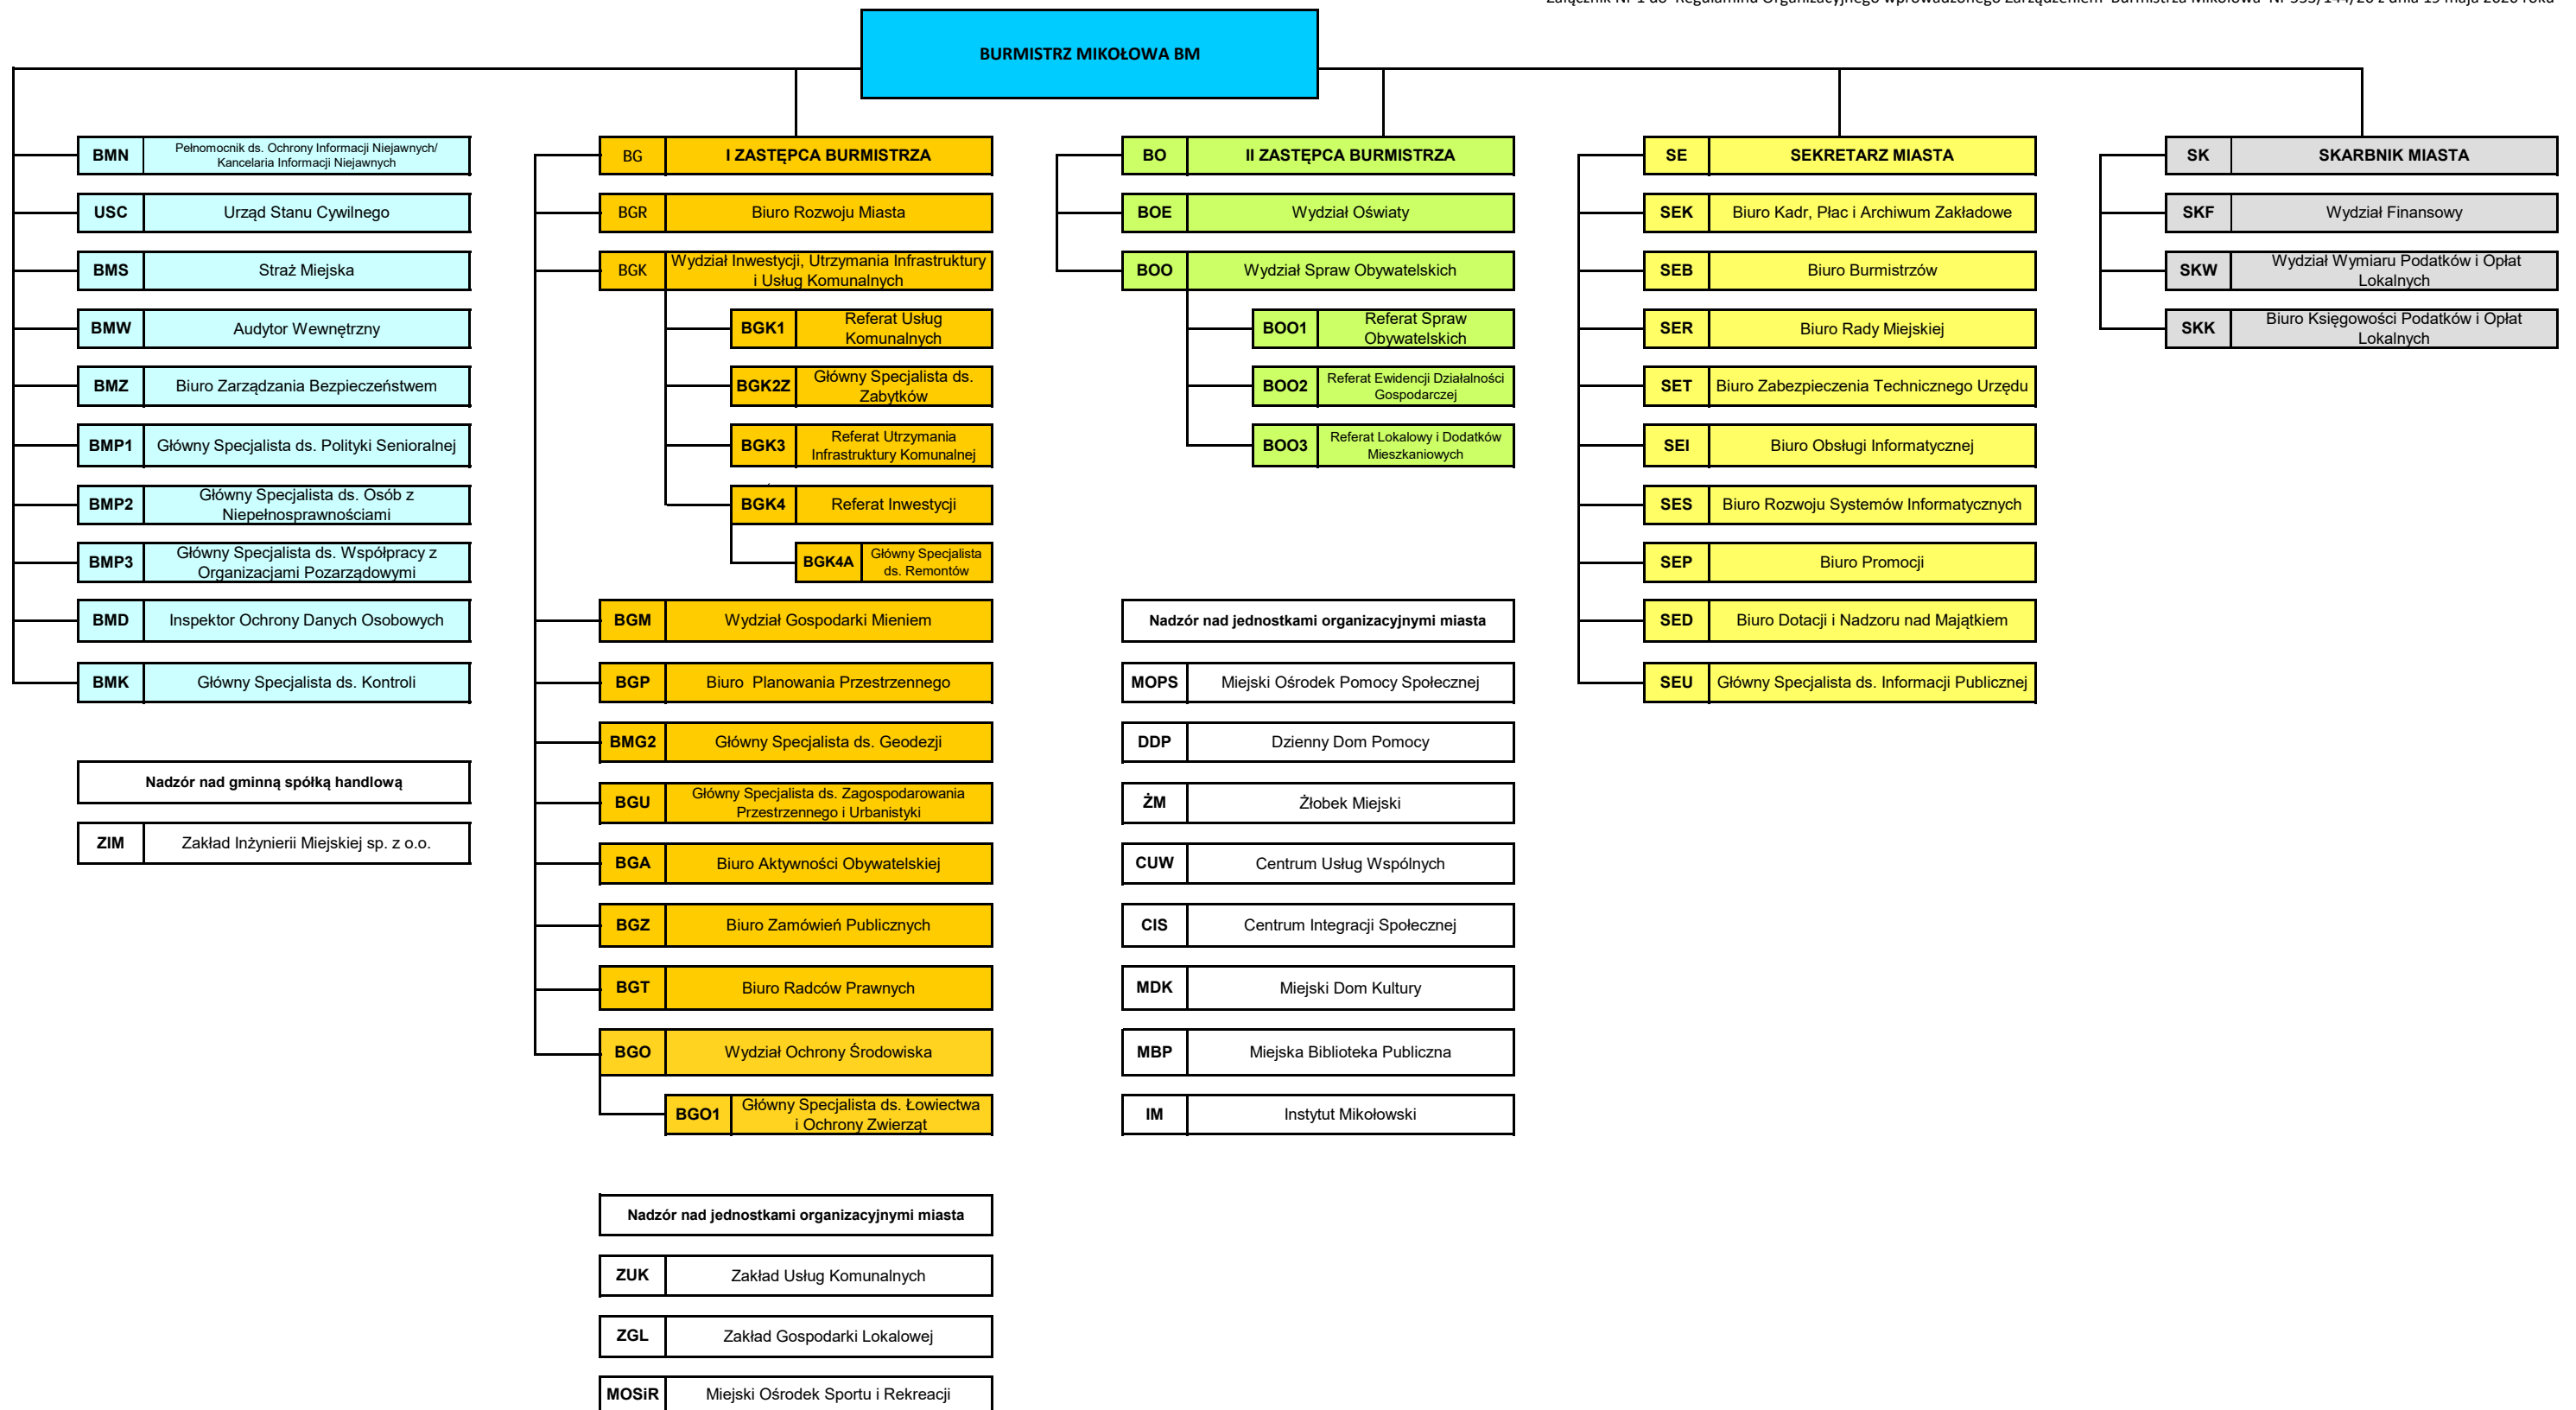 BURMISTRZ MIKOŁOWA BM
BMN Pełnomocnik ds. Ochrony Informacji Niejawnych/
Kancelaria Informacji Niejawnych
USC Urząd Stanu Cywilnego
BMS Straż Miejska
BMW Audytor Wewnętrzny
BMZ Biuro Zarządzania Bezpieczeństwem
BMP1 Główny Specjalista ds. Polityki Senioralnej
BMP2 Główny Specjalista ds. Osób z
Niepełnosprawnościami
BMP3 Główny Specjalista ds. Współpracy z
Organizacjami Pozarządowymi
BMD Inspektor Ochrony Danych Osobowych
BMK Główny Specjalista ds. Kontroli
Nadzór nad gminną spółką handlową
ZIM Zakład Inżynierii Miejskiej sp. z o.o.
BG I ZASTĘPCA BURMISTRZA
BGR Biuro Rozwoju Miasta
BGK Wydział Inwestycji, Utrzymania Infrastruktury
i Usług Komunalnych
BGK1 Referat Usług
Komunalnych
BGK2Z Główny Specjalista ds.
Zabytków
BGK3 Referat Utrzymania
Infrastruktury Komunalnej
BGK4 Referat Inwestycji
BGK4A Główny Specjalista
ds. Remontów
BGM Wydział Gospodarki Mieniem
BGP Biuro Planowania Przestrzennego
BMG2 Główny Specjalista ds. Geodezji
BGU Główny Specjalista ds. Zagospodarowania
Przestrzennego i Urbanistyki
BGA Biuro Aktywności Obywatelskiej
BGZ Biuro Zamówień Publicznych
BGT Biuro Radców Prawnych
BGO Wydział Ochrony Środowiska
BGO1 Główny Specjalista ds. Łowiectwa
i Ochrony Zwierząt
Nadzór nad jednostkami organizacyjnymi miasta
ZUK Zakład Usług Komunalnych
ZGL Zakład Gospodarki Lokalowej
MOSiR Miejski Ośrodek Sportu i Rekreacji
BO II ZASTĘPCA BURMISTRZA
BOE Wydział Oświaty
BOO Wydział Spraw Obywatelskich
BOO1 Referat Spraw
Obywatelskich
BOO2 Referat Ewidencji Działalności
Gospodarczej
BOO3 Referat Lokalowy i Dodatków
Mieszkaniowych
Nadzór nad jednostkami organizacyjnymi miasta
MOPS Miejski Ośrodek Pomocy Społecznej
DDP Dzienny Dom Pomocy
ŻM Żłobek Miejski
CUW Centrum Usług Wspólnych
CIS Centrum Integracji Społecznej
MDK Miejski Dom Kultury
MBP Miejska Biblioteka Publiczna
IM Instytut Mikołowski
SE SEKRETARZ MIASTA
SEK Biuro Kadr, Płac i Archiwum Zakładowe
SEB Biuro Burmistrzów
SER Biuro Rady Miejskiej
SET Biuro Zabezpieczenia Technicznego Urzędu
SEI Biuro Obsługi Informatycznej
SES Biuro Rozwoju Systemów Informatycznych
SEP Biuro Promocji
SED Biuro Dotacji i Nadzoru nad Majątkiem
SEU Główny Specjalista ds. Informacji Publicznej
SK SKARBNIK MIASTA
SKF Wydział Finansowy
SKW Wydział Wymiaru Podatków i Opłat
Lokalnych
SKK Biuro Księgowości Podatków i Opłat
Lokalnych